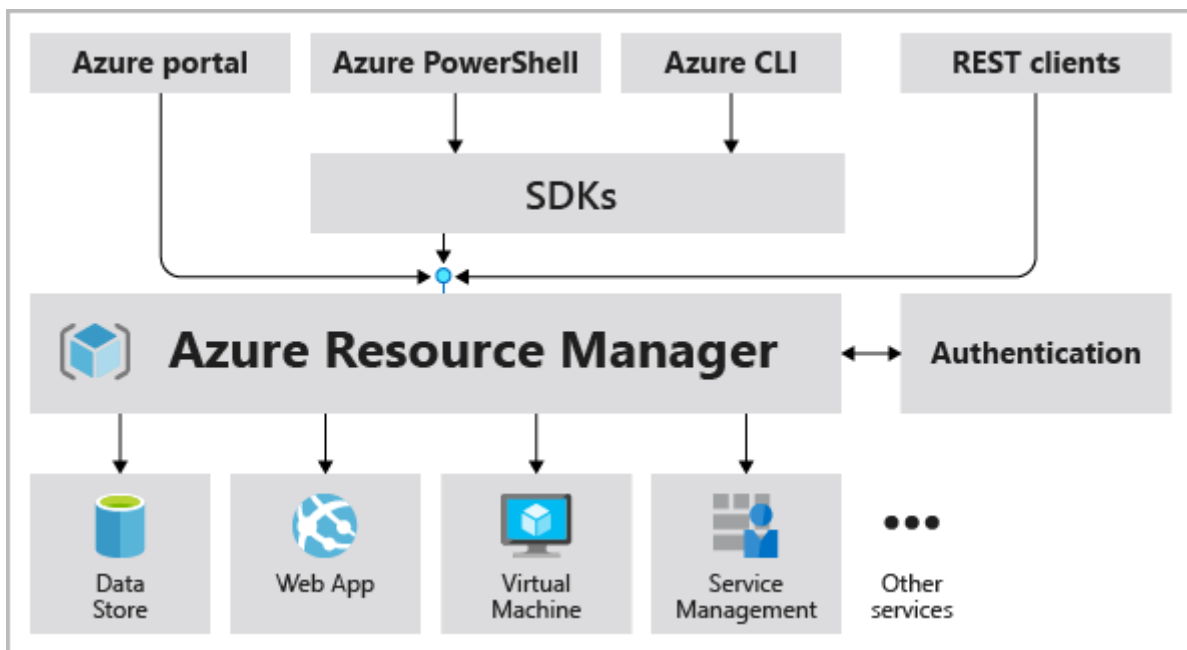 Azure portal
Azure PowerShell
Azure CLI
REST clients
SDKs
Azure Resource Manager
Authentication
Data
Store
Web App
Virtual
Machine
Service
Management
Other
services